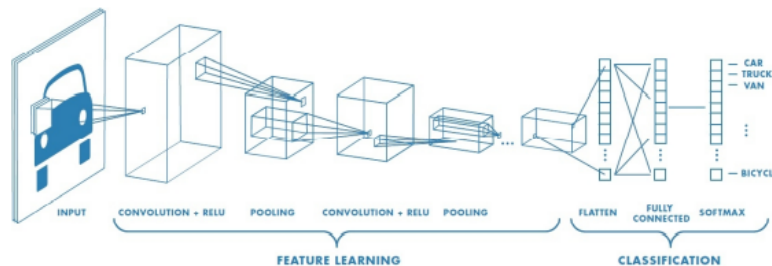 CAR
TRUCK
VAN
BICYCL
INPUT
CONVOLUTION + RELU
POOLING
CONVOLUTION + RELU
POOLING
FLATTEN
FULLY
CONNECTED
SOFTMAX
FEATURE LEARNING
CLASSIFICATION